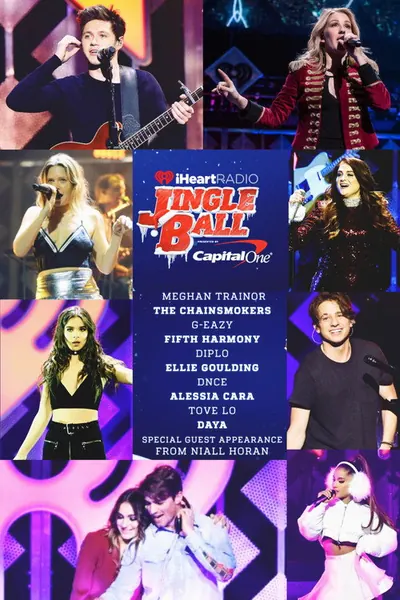 iHeartRADIO
JINGLE
BALL
PRESENTED BY
Capital One
MEGHAN TRAINOR
THE CHAINSMOKERS
G-EAZY
FIFTH HARMONY
DIPLO
ELLIE GOULDING
DNCE
ALESSIA CARA
TOVE LO
DAYA
SPECIAL GUEST APPEARANCE
FROM NIALL HORAN